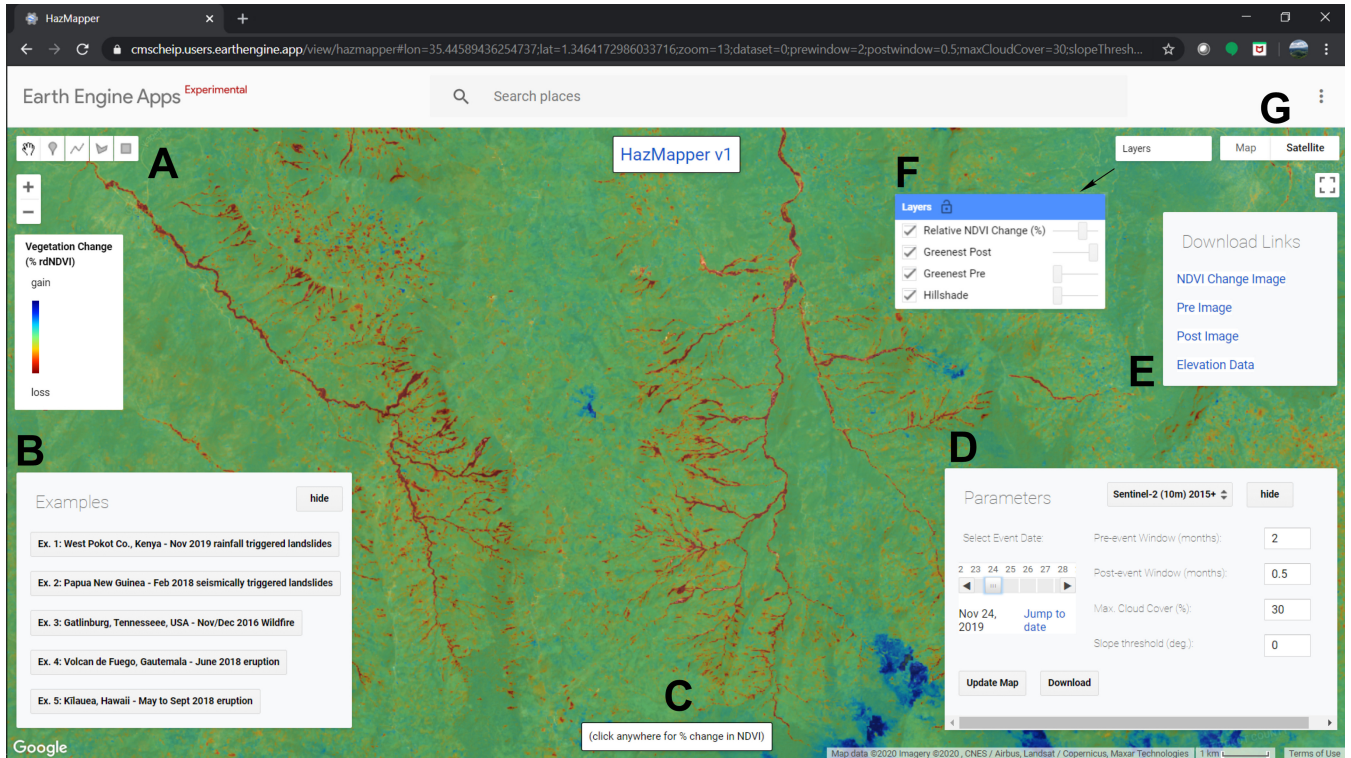 HazMapper
cmscheip.users.earthengine.app/view/hazmapper#lon=35.44589436254737;lat=1.3464172986033716;zoom=13;dataset=0;prewindow=2;postwindow=0.5;maxCloudCover=30;slopeThresh...
Earth Engine Apps Experimental
Search places
G
A
HazMapper v1
Layers
Map
Satellite
F
Layers
Relative NDVI Change (%)
Greenest Post
Greenest Pre
Hillshade
Vegetation Change
(% rdNDVI)
gain
loss
Download Links
NDVI Change Image
Pre Image
Post Image
Elevation Data
E
B
Examples
hide
Ex. 1: West Pokot Co., Kenya - Nov 2019 rainfall triggered landslides
Ex. 2: Papua New Guinea - Feb 2018 seismically triggered landslides
Ex. 3: Gatlinburg, Tennesseee, USA - Nov/Dec 2016 Wildfire
Ex. 4: Volcan de Fuego, Gautemala - June 2018 eruption
Ex. 5: Kīlauea, Hawaii - May to Sept 2018 eruption
D
Parameters
Sentinel-2 (10m) 2015+
hide
Select Event Date:
2 23 24 25 26 27 28
Nov 24,
2019
Jump to
date
Pre-event Window (months):
2
Post-event Window (months):
0.5
Max. Cloud Cover (%):
30
Slope threshold (deg.):
0
Update Map
Download
C
(click anywhere for % change in NDVI)
Google
Map data ©2020 Imagery ©2020 , CNES / Airbus, Landsat / Copernicus, Maxar Technologies
1 km
Terms of Use